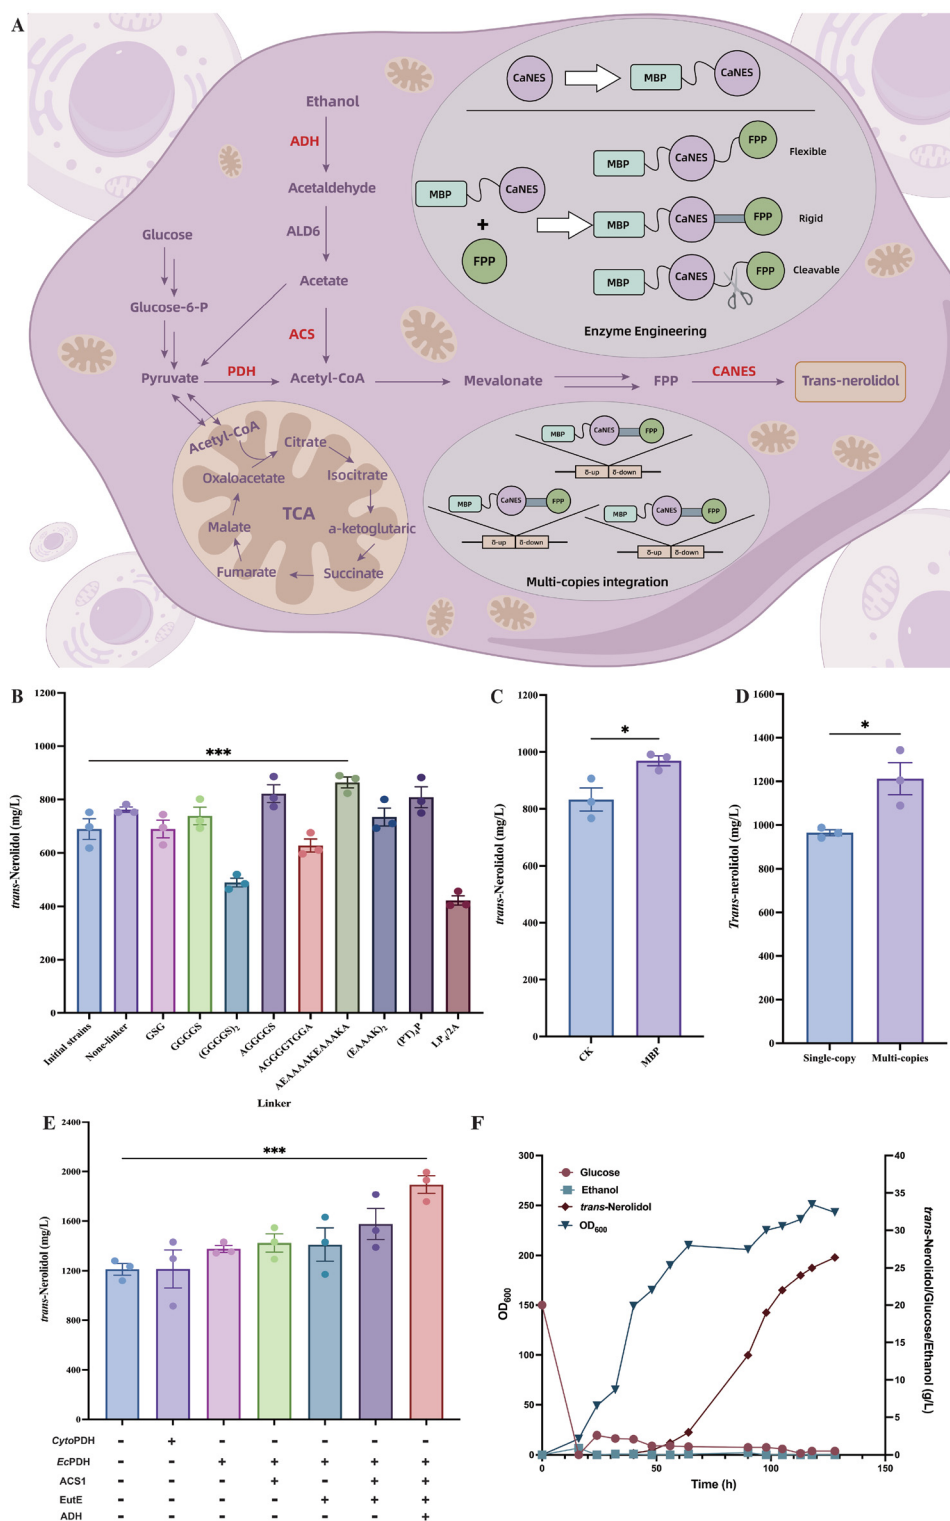 A
Ethanol
ADH
Acetaldehyde
ALD6
Acetate
ACS
Glucose
Glucose-6-P
Pyruvate
PDH
Acetyl-CoA
Mevalonate
FPP
CANES
Trans-nerolidol
CaNES
MBP
CaNES
MBP
CaNES
+
FPP
MBP
CaNES
FPP
Flexible
MBP
CaNES
FPP
Rigid
MBP
CaNES
FPP
Cleavable
Enzyme Engineering
Acetyl-CoA
Citrate
Isocitrate
a-ketoglutaric
Succinate
Fumarate
Malate
Oxaloacetate
TCA
MBP
CaNES
FPP
δ-up
δ-down
MBP
CaNES
FPP
δ-up
δ-down
MBP
CaNES
FPP
δ-up
δ-down
Multi-copies integration
B
trans-Nerolidol (mg/L)
1200
1000
800
600
400
200
0
***
Initial strains
None-linker
GSG
GGGGS
(GGGGS)2
AGGGGS
AGGGGTGGA
AEAAAAKEAAAKA
(EAAAK)2
(PT)4P
LP4/2A
Linker
C
trans-Nerolidol (mg/L)
1200
1000
800
600
400
200
0
*
CK
MBP
D
Trans-nerolidol (mg/L)
1600
1400
1200
1000
800
600
400
200
0
*
Single-copy
Multi-copies
E
trans-Nerolidol (mg/L)
2400
2000
1600
1200
800
400
0
***
CytoPDH - + - - - - -
EcPDH - - + + + + +
ACS1 - - - + - + +
EutE - - - - + + +
ADH - - - - - - +
F
OD600
300
250
200
150
100
50
0
Glucose
Ethanol
trans-Nerolidol
OD600
40
35
30
25
20
15
10
5
0
trans-Nerolidol/Glucose/Ethanol (g/L)
0
50
100
150
Time (h)